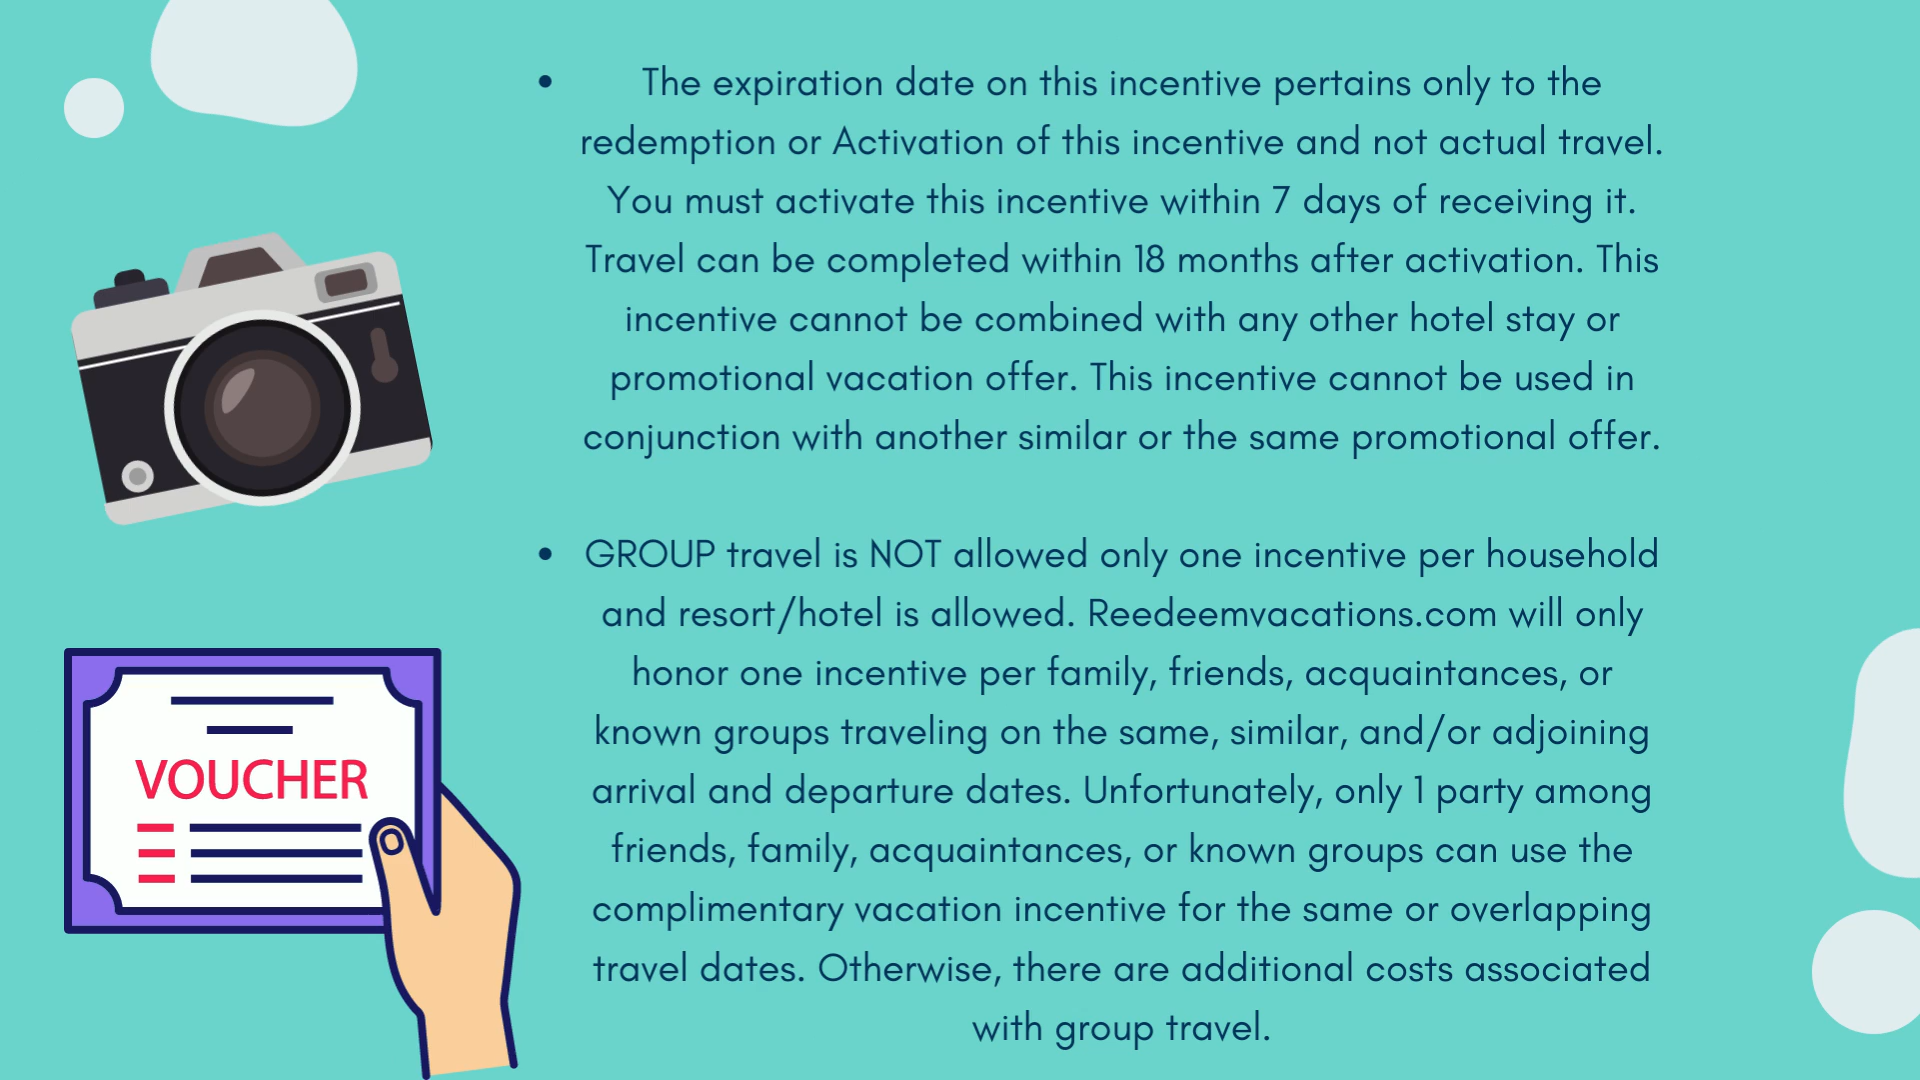 • The expiration date on this incentive pertains only to the
redemption or Activation of this incentive and not actual travel.
You must activate this incentive within 7 days of receiving it.
Travel can be completed within 18 months after activation. This
incentive cannot be combined with any other hotel stay or
promotional vacation offer. This incentive cannot be used in
conjunction with another similar or the same promotional offer.
• GROUP travel is NOT allowed only one incentive per household
and resort/hotel is allowed. Reedeemvacations.com will only
honor one incentive per family, friends, acquaintances, or
known groups traveling on the same, similar, and/or adjoining
arrival and departure dates. Unfortunately, only 1 party among
friends, family, acquaintances, or known groups can use the
complimentary vacation incentive for the same or overlapping
travel dates. Otherwise, there are additional costs associated
with group travel.
VOUCHER